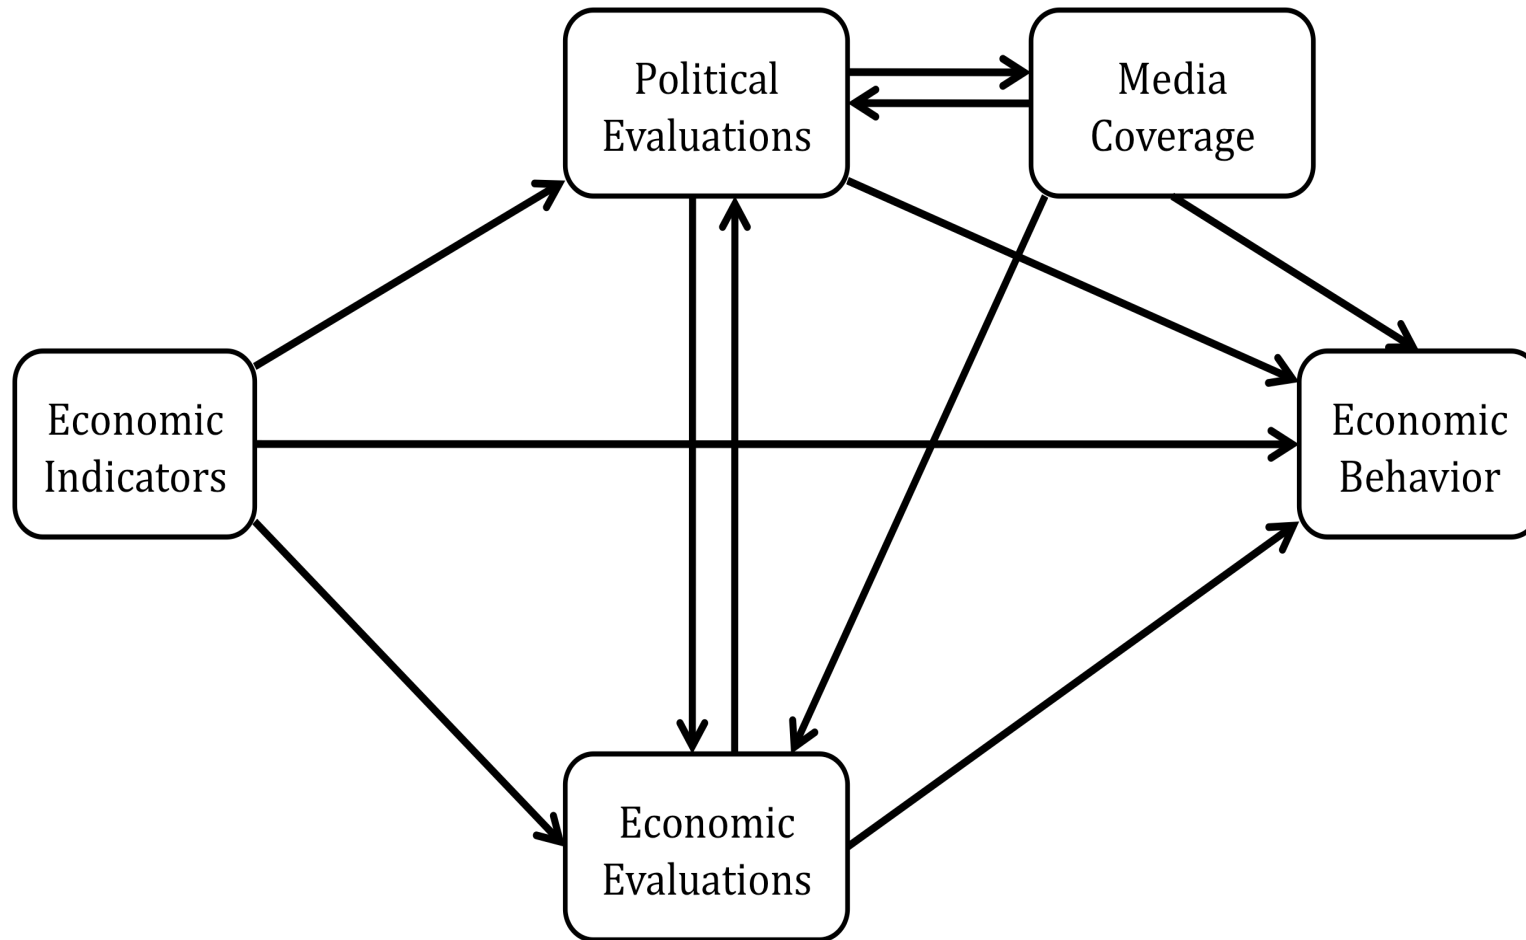 Political
Evaluations
Media
Coverage
Economic
Indicators
Economic
Behavior
Economic
Evaluations